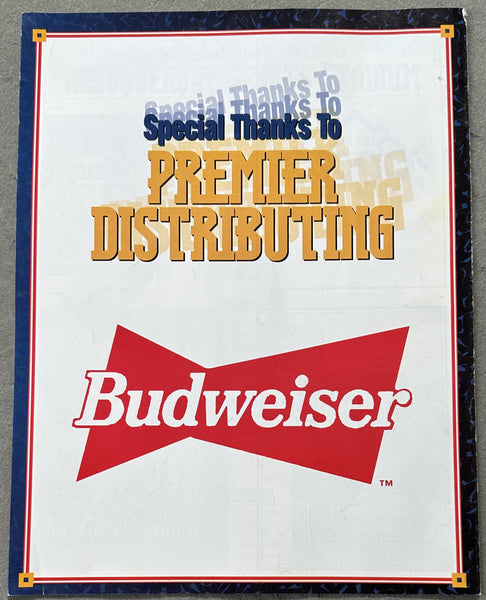 Special Thanks To
Special Thanks To
Special Thanks To
PREMIER
DISTRIBUTING
Budweiser
TM